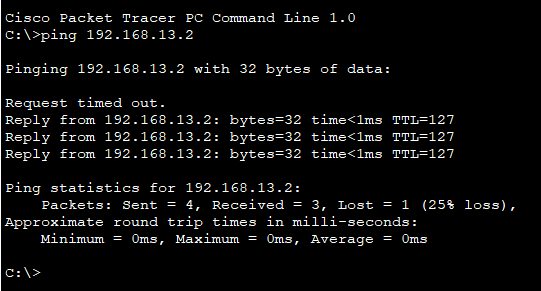 Cisco Packet Tracer PC Command Line 1.0
C:\>ping 192.168.13.2
Pinging 192.168.13.2 with 32 bytes of data:
Request timed out.
Reply from 192.168.13.2: bytes=32 time<1ms TTL=127
Reply from 192.168.13.2: bytes=32 time<1ms TTL=127
Reply from 192.168.13.2: bytes=32 time<1ms TTL=127
Ping statistics for 192.168.13.2:
Packets: Sent = 4, Received = 3, Lost = 1 (25% loss),
Approximate round trip times in milli-seconds:
Minimum = 0ms, Maximum = 0ms, Average = 0ms
C:\>